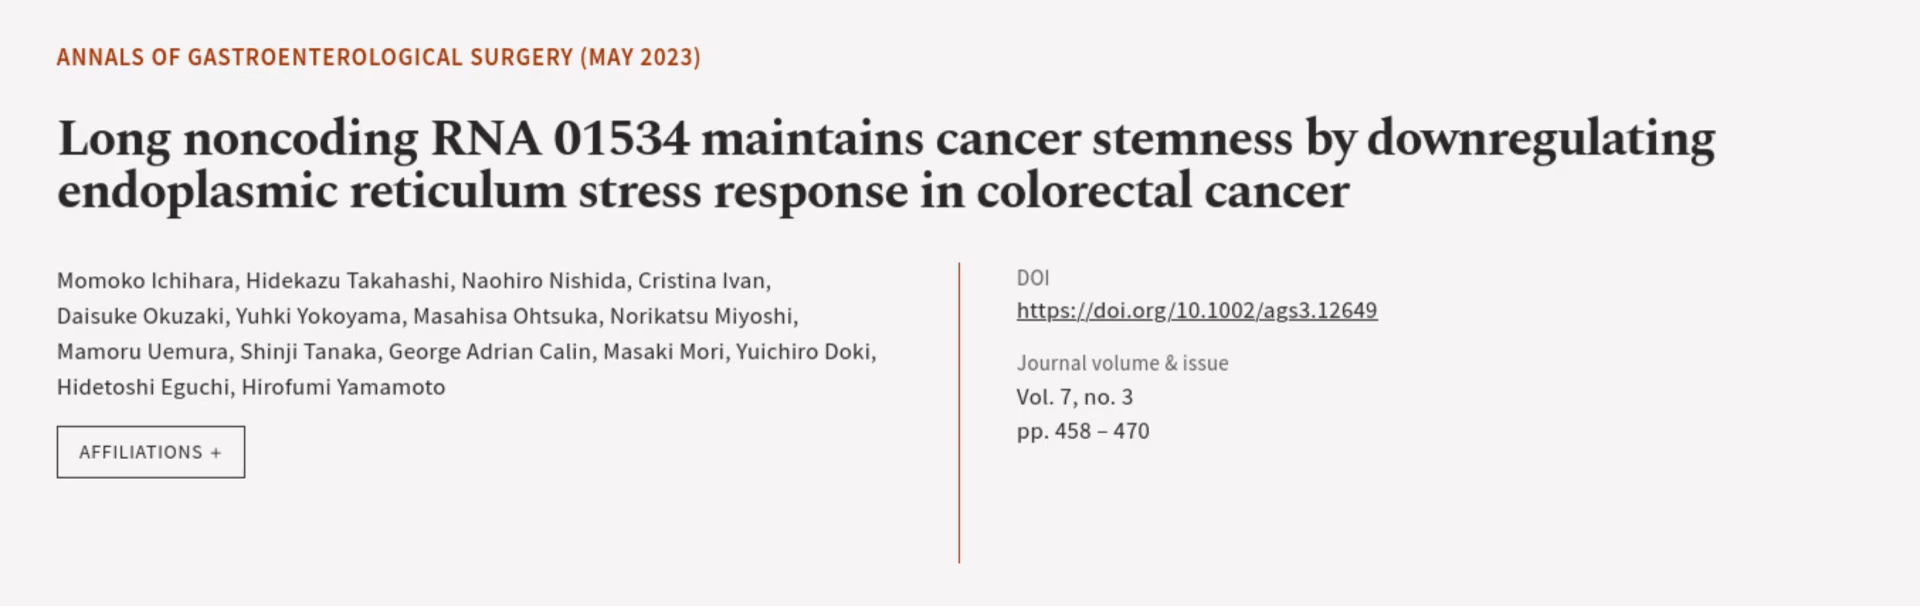 ANNALS OF GASTROENTEROLOGICAL SURGERY (MAY 2023)
Long noncoding RNA 01534 maintains cancer stemness by downregulating
endoplasmic reticulum stress response in colorectal cancer
Momoko Ichihara, Hidekazu Takahashi, Naohiro Nishida, Cristina Ivan,
Daisuke Okuzaki, Yuhki Yokoyama, Masahisa Ohtsuka, Norikatsu Miyoshi,
Mamoru Uemura, Shinji Tanaka, George Adrian Calin, Masaki Mori, Yuichiro Doki,
Hidetoshi Eguchi, Hirofumi Yamamoto
AFFILIATIONS +
DOI
https://doi.org/10.1002/ags3.12649
Journal volume & issue
Vol. 7, no. 3
pp. 458 – 470